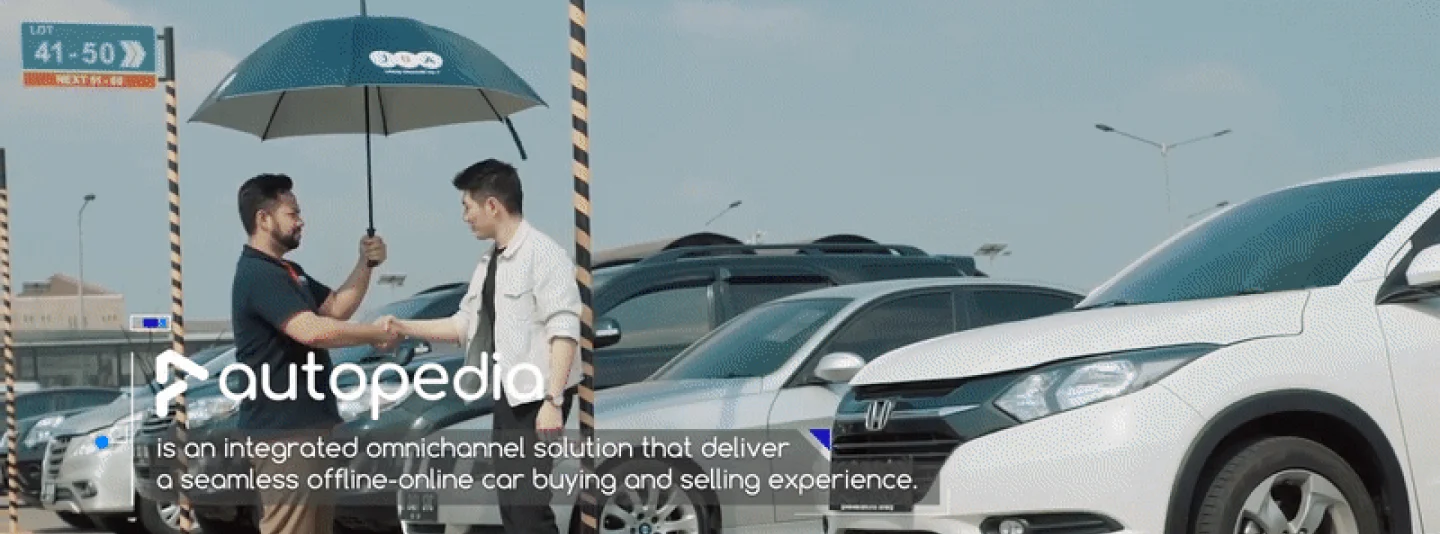 LOT
41-50
NEXT 51-60
JBA
autopedia
is an integrated omnichannel solution that deliver
a seamless offline-online car buying and selling experience.